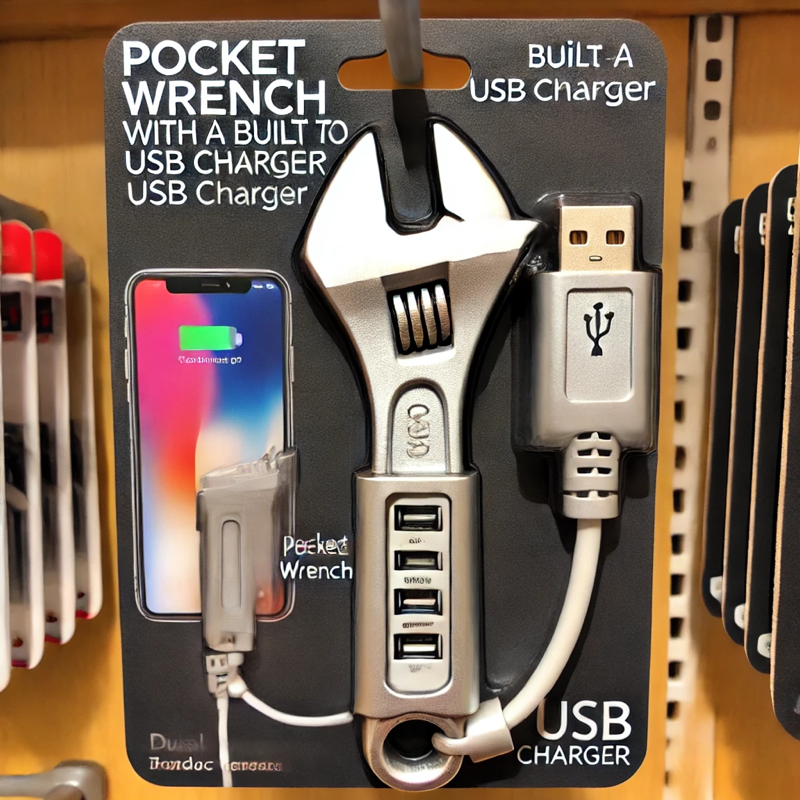 POCKET
WRENCH
WITH A BUILT TO
USB CHARGER
USB Charger
BUiLT-A
USB Charger
Pocket
Wrench
USB
CHARGER